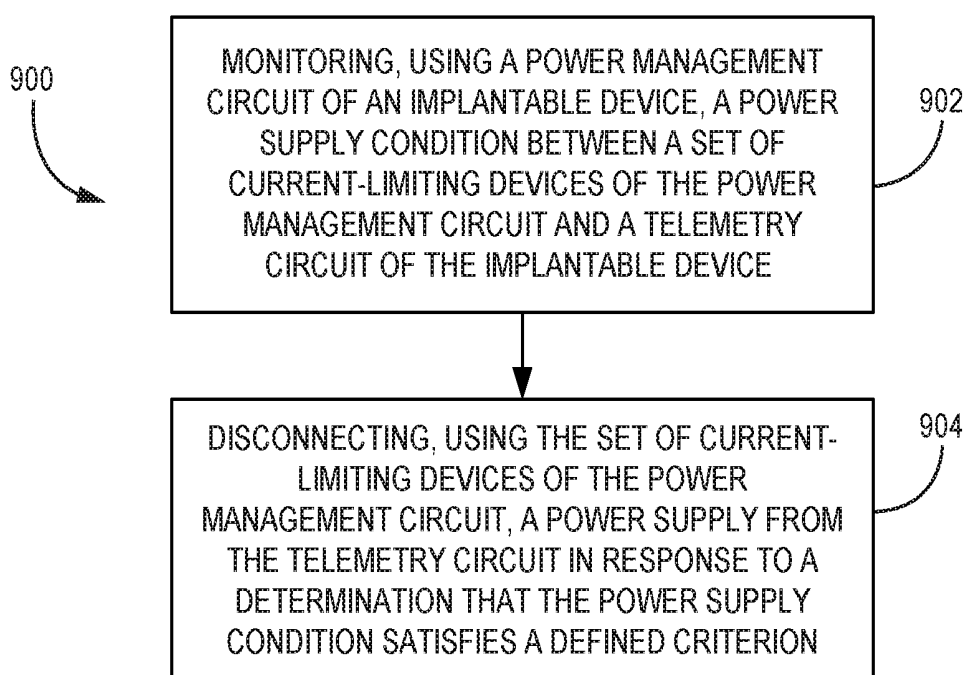 900
MONITORING, USING A POWER MANAGEMENT
CIRCUIT OF AN IMPLANTABLE DEVICE, A POWER
SUPPLY CONDITION BETWEEN A SET OF
CURRENT-LIMITING DEVICES OF THE POWER
MANAGEMENT CIRCUIT AND A TELEMETRY
CIRCUIT OF THE IMPLANTABLE DEVICE
902
DISCONNECTING, USING THE SET OF CURRENT-
LIMITING DEVICES OF THE POWER
MANAGEMENT CIRCUIT, A POWER SUPPLY FROM
THE TELEMETRY CIRCUIT IN RESPONSE TO A
DETERMINATION THAT THE POWER SUPPLY
CONDITION SATISFIES A DEFINED CRITERION
904